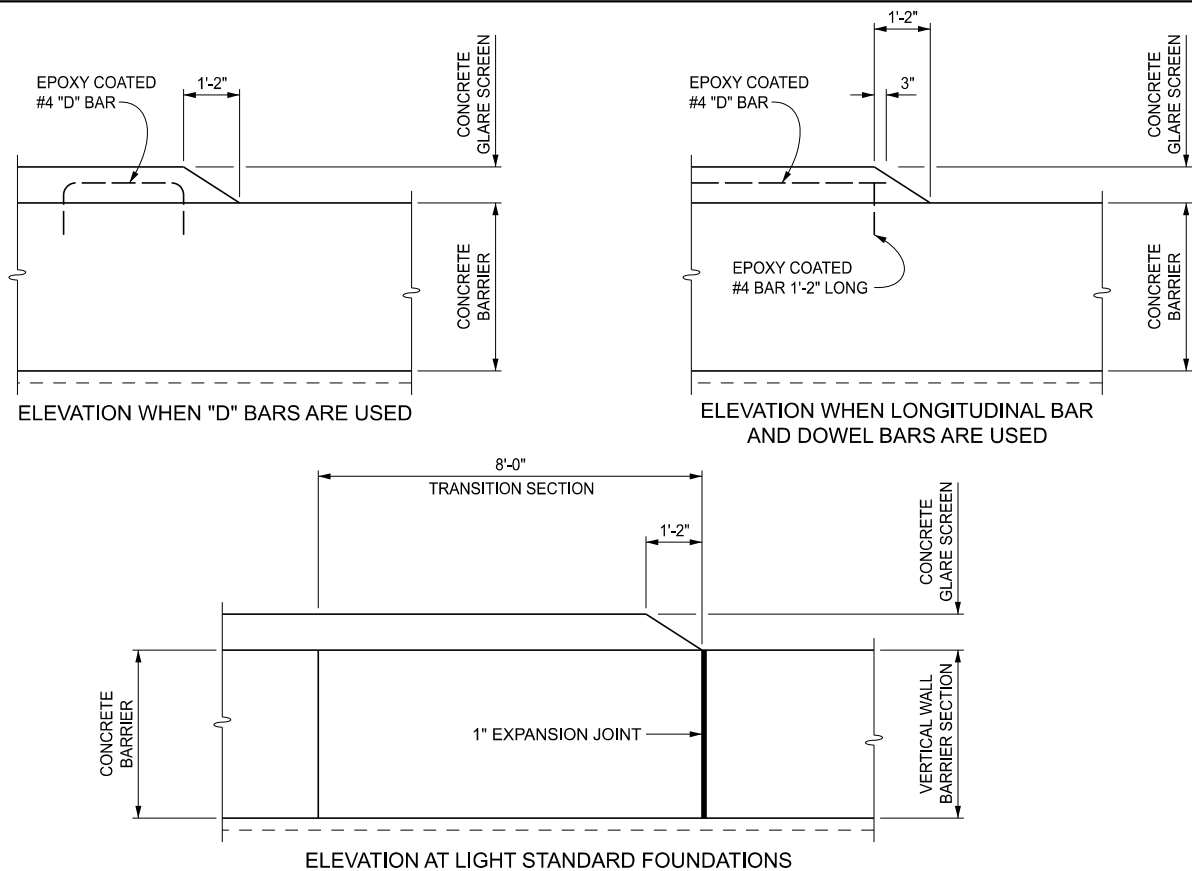 EPOXY COATED
#4 "D" BAR
1'-2"
CONCRETE
GLARE SCREEN
CONCRETE
BARRIER
ELEVATION WHEN "D" BARS ARE USED
1'-2"
3"
EPOXY COATED
#4 "D" BAR
CONCRETE
GLARE SCREEN
EPOXY COATED
#4 BAR 1'-2" LONG
CONCRETE
BARRIER
ELEVATION WHEN LONGITUDINAL BAR
AND DOWEL BARS ARE USED
8'-0"
TRANSITION SECTION
1'-2"
CONCRETE
GLARE SCREEN
CONCRETE
BARRIER
1" EXPANSION JOINT
VERTICAL WALL
BARRIER SECTION
ELEVATION AT LIGHT STANDARD FOUNDATIONS